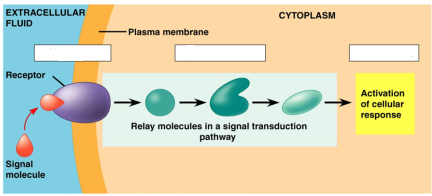 EXTRACELLULAR
FLUID
CYTOPLASM
Plasma membrane
Receptor
Relay molecules in a signal transduction
pathway
Activation
of cellular
response
Signal
molecule